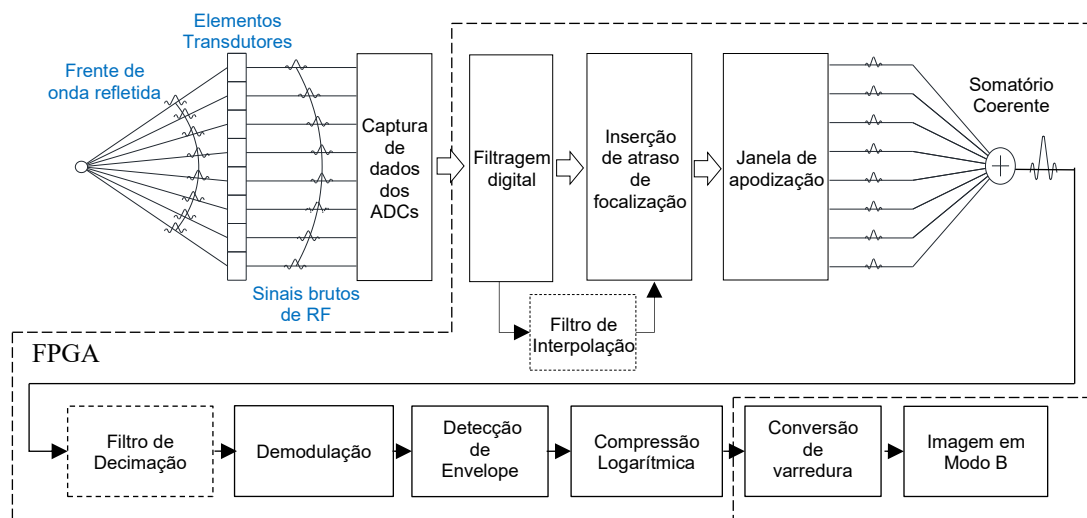 Elementos
Transdutores
Frente de
onda refletida
Captura
de
dados
dos
ADCs
Sinais brutos
de RF
Filtragem
digital
Inserção
de atraso
de
focalização
Filtro de
Interpolação
Janela de
apodização
Somatório
Coerente
FPGA
Filtro de
Decimação
Demodulação
Detecção
de
Envelope
Compressão
Logarítmica
Conversão
de
varredura
Imagem em
Modo B